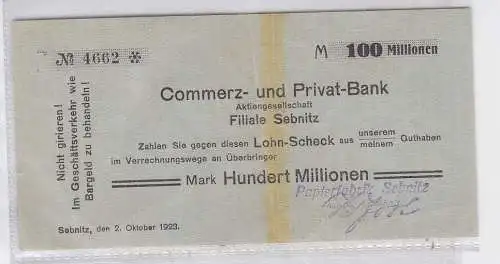 № 4662 ✻
M 100 Millionen
Nicht girieren!
Im Geschäftsverkehr wie
Bargeld zu behandeln!
Commerz- und Privat-Bank
Aktiengesellschaft
Filiale Sebnitz
Zahlen Sie gegen diesen Lohn-Scheck aus unserem meinem Guthaben
im Verrechnungswege an Überbringer
Mark Hundert Millionen
Papierfabrik Sebnitz
Sebnitz, den 2. Oktober 1923.